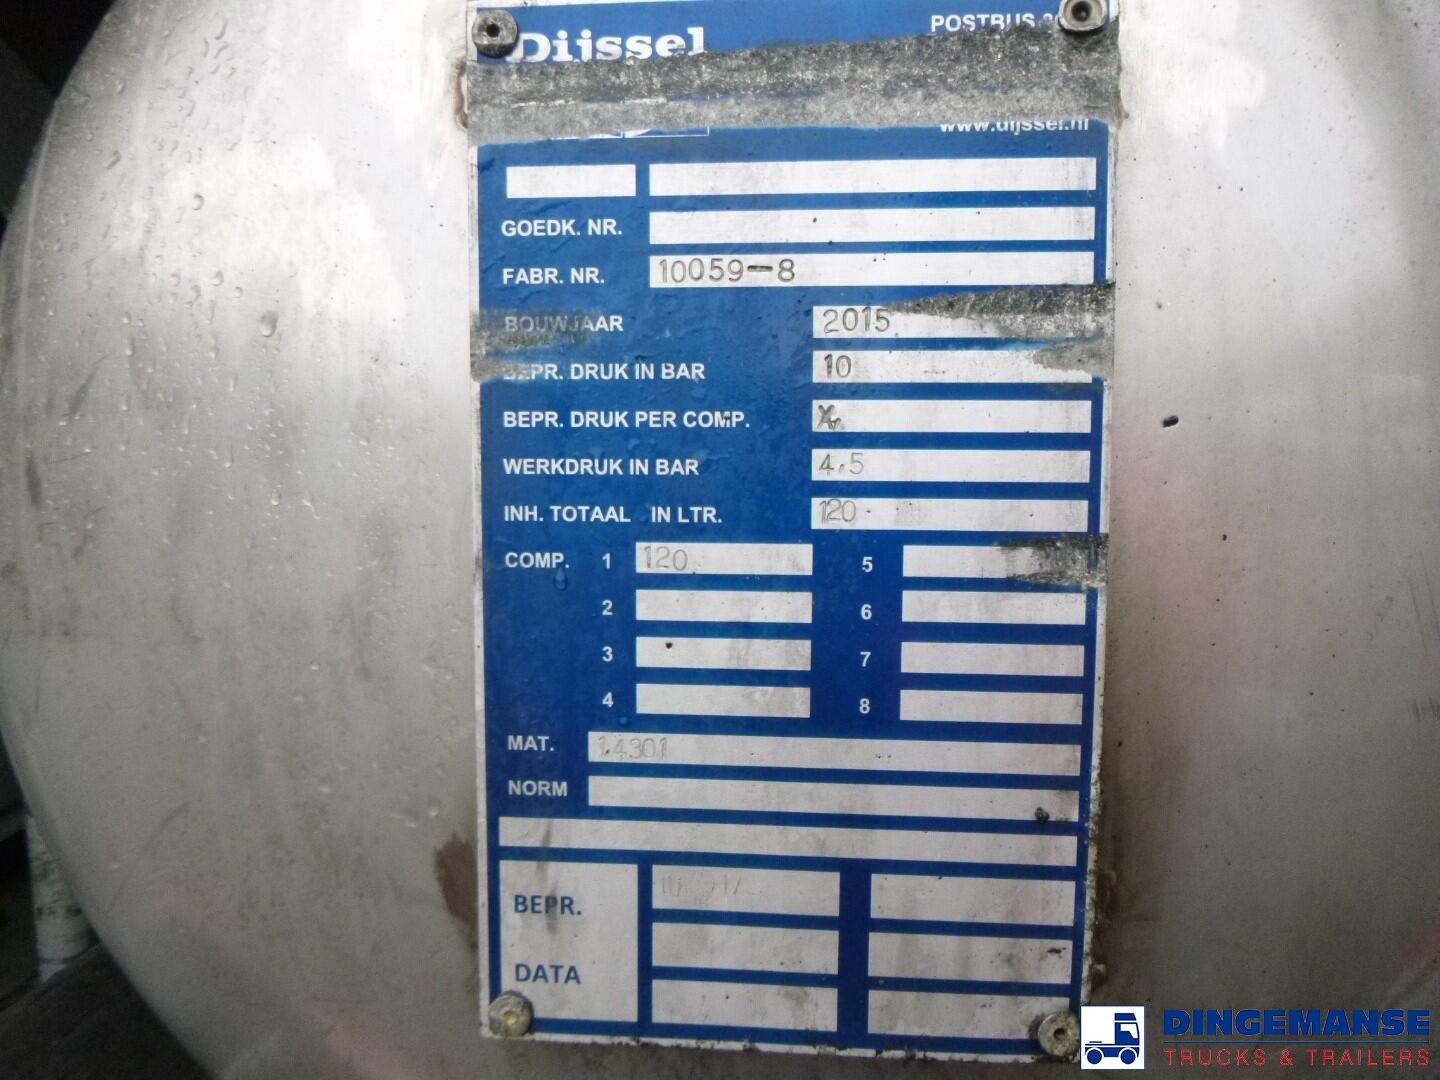 Dijssel
POSTBUS
www.dijssel.nl
GOEDK. NR.
FABR. NR. 10059-8
BOUWJAAR 2015
BEPR. DRUK IN BAR 10
BEPR. DRUK PER COMP.
WERKDRUK IN BAR 4,5
INH. TOTAAL IN LTR. 120
COMP. 1 120 5
2 6
3 7
4 8
MAT. 1.4301
NORM
BEPR.
DATA
DINGEMANSE
TRUCKS & TRAILERS